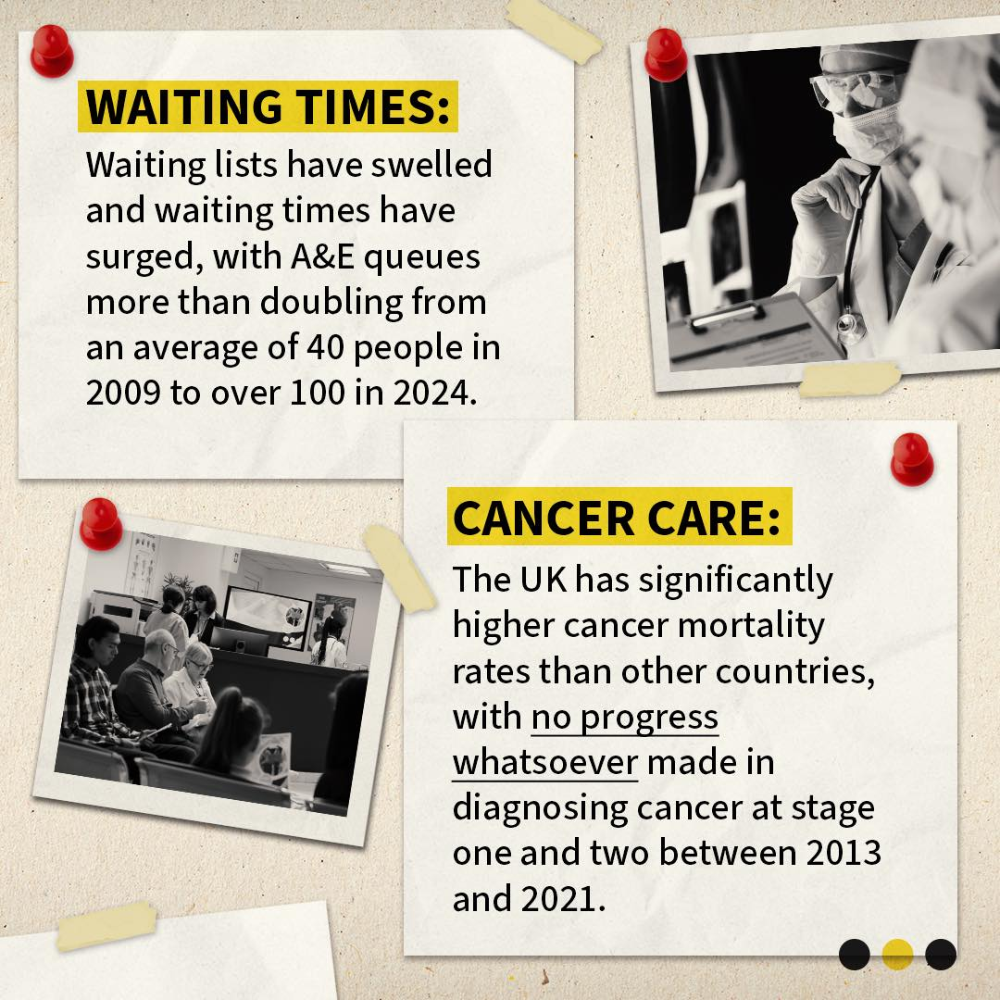 WAITING TIMES:
Waiting lists have swelled
and waiting times have
surged, with A&E queues
more than doubling from
an average of 40 people in
2009 to over 100 in 2024.
CANCER CARE:
The UK has significantly
higher cancer mortality
rates than other countries,
with no progress
whatsoever made in
diagnosing cancer at stage
one and two between 2013
and 2021.